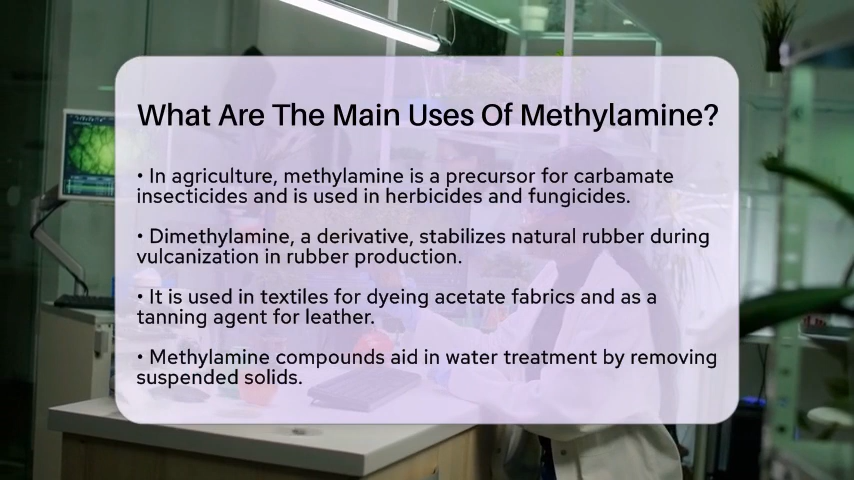 What Are The Main Uses Of Methylamine?
• In agriculture, methylamine is a precursor for carbamate
insecticides and is used in herbicides and fungicides.
• Dimethylamine, a derivative, stabilizes natural rubber during
vulcanization in rubber production.
• It is used in textiles for dyeing acetate fabrics and as a
tanning agent for leather.
• Methylamine compounds aid in water treatment by removing
suspended solids.